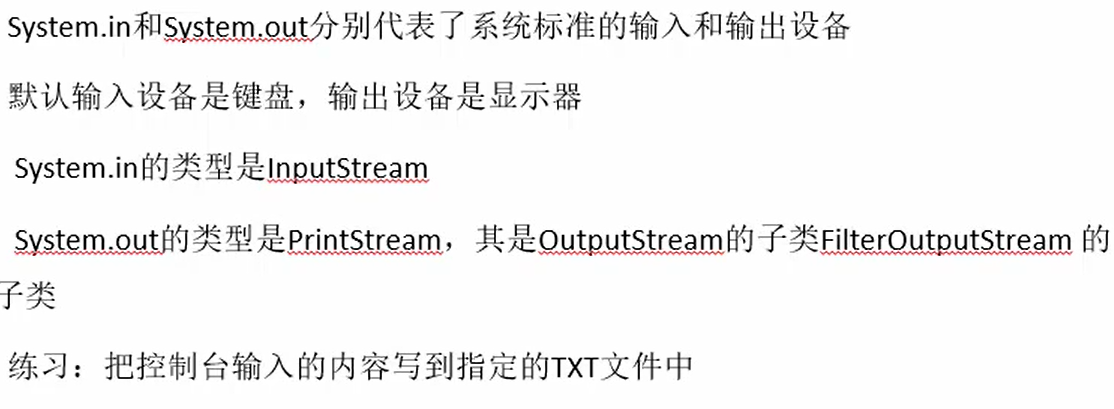 System.in和System.out分别代表了系统标准的输入和输出设备
默认输入设备是键盘，输出设备是显示器
System.in的类型是InputStream
System.out的类型是PrintStream，其是OutputStream的子类FilterOutputStream 的
子类
练习：把控制台输入的内容写到指定的TXT文件中